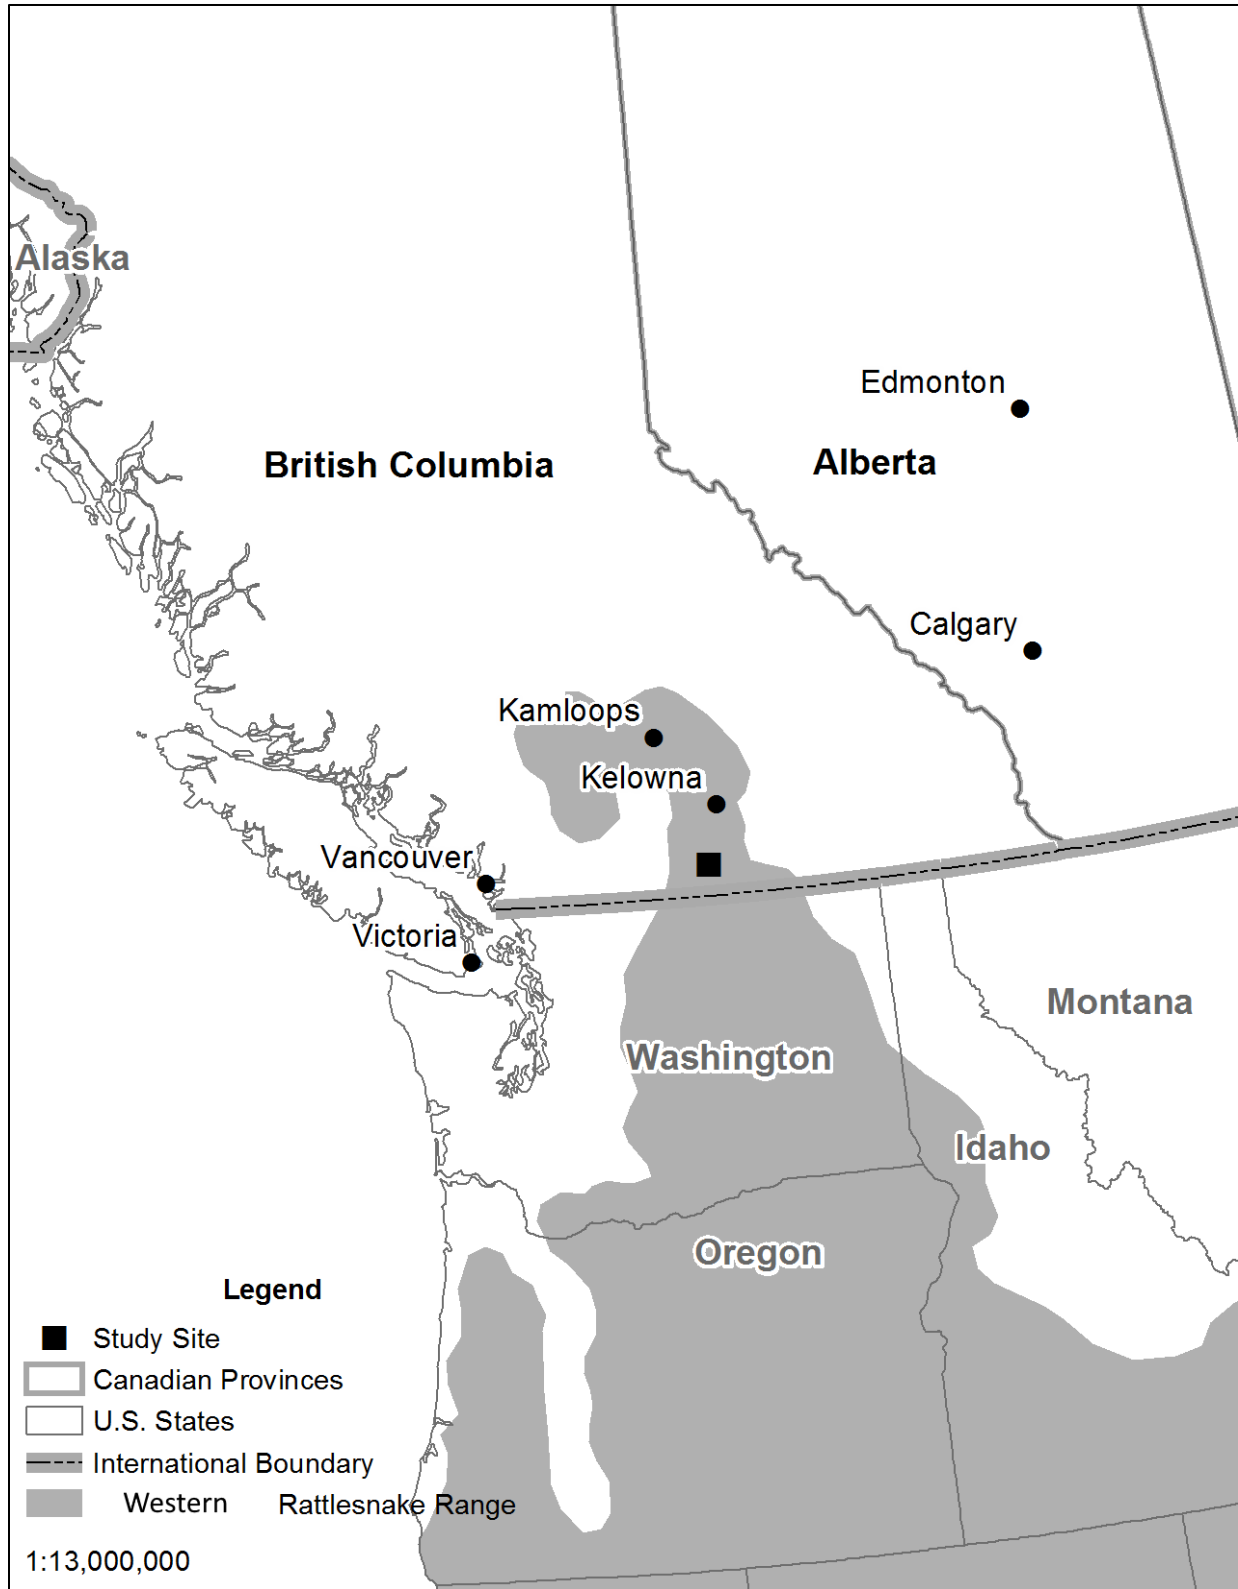 Alaska
Edmonton
British Columbia
Alberta
Calgary
Kamloops
Kelowna
Vancouver
Victoria
Montana
Washington
Idaho
Oregon
Legend
Study Site
Canadian Provinces
U.S. States
International Boundary
Western Rattlesnake Range
1:13,000,000